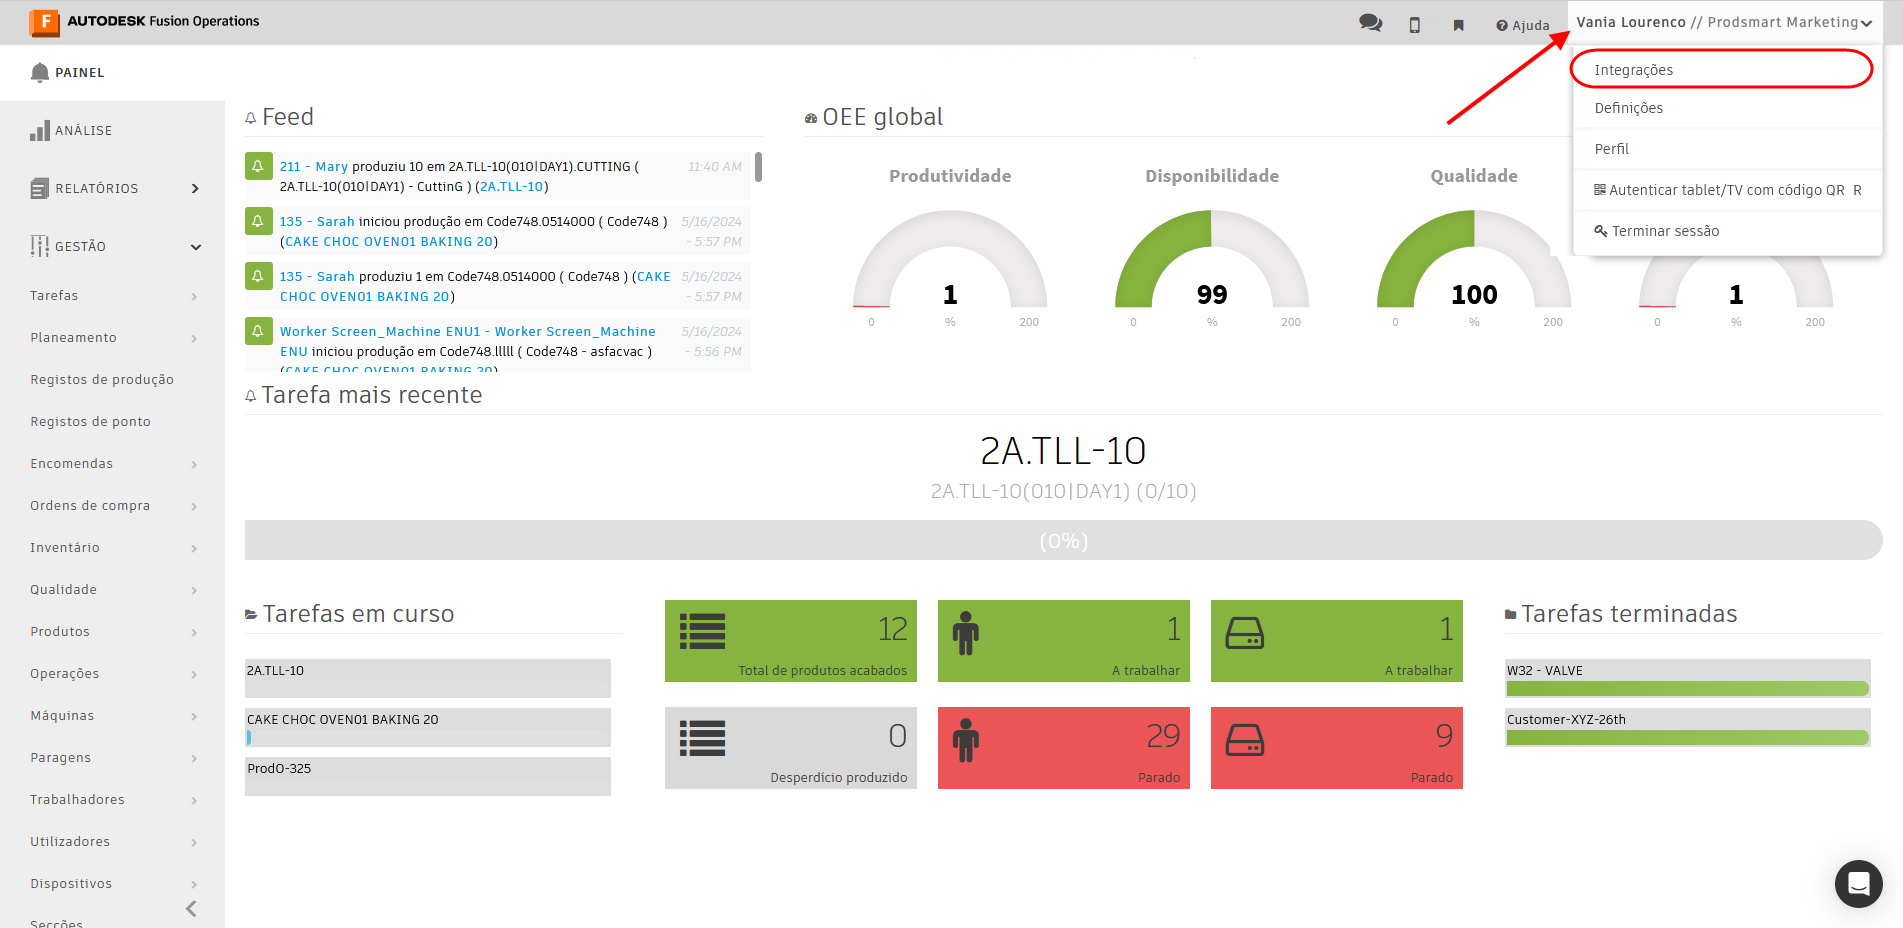 AUTODESK Fusion Operations
Ajuda
Vania Lourenco // Prodsmart Marketing
Integrações
Definições
Perfil
Autenticar tablet/TV com código QR R
Terminar sessão
PAINEL
ANÁLISE
RELATÓRIOS
GESTÃO
Tarefas
Planeamento
Registos de produção
Registos de ponto
Encomendas
Ordens de compra
Inventário
Qualidade
Produtos
Operações
Máquinas
Paragens
Trabalhadores
Utilizadores
Dispositivos
Secções
Feed
211 - Mary produziu 10 em 2A.TLL-10(010|DAY1).CUTTING (
2A.TLL-10(010|DAY1) - CuttinG ) (2A.TLL-10)
11:40 AM
135 - Sarah iniciou produção em Code748.0514000 ( Code748 )
(CAKE CHOC OVEN01 BAKING 20)
5/16/2024
- 5:57 PM
135 - Sarah produziu 1 em Code748.0514000 ( Code748 ) (CAKE
CHOC OVEN01 BAKING 20)
5/16/2024
- 5:57 PM
Worker Screen_Machine ENU1 - Worker Screen_Machine
ENU iniciou produção em Code748.lllll ( Code748 - asfacvac )
(CAKE CHOC OVEN01 BAKING 20)
5/16/2024
- 5:56 PM
OEE global
Produtividade
1
0 % 200
Disponibilidade
99
0 % 200
Qualidade
100
0 % 200
1
0 % 200
Tarefa mais recente
2A.TLL-10
2A.TLL-10(010|DAY1) (0/10)
(0%)
Tarefas em curso
2A.TLL-10
CAKE CHOC OVEN01 BAKING 20
ProdO-325
12
Total de produtos acabados
1
A trabalhar
1
A trabalhar
0
Desperdício produzido
29
Parado
9
Parado
Tarefas terminadas
W32 - VALVE
Customer-XYZ-26th